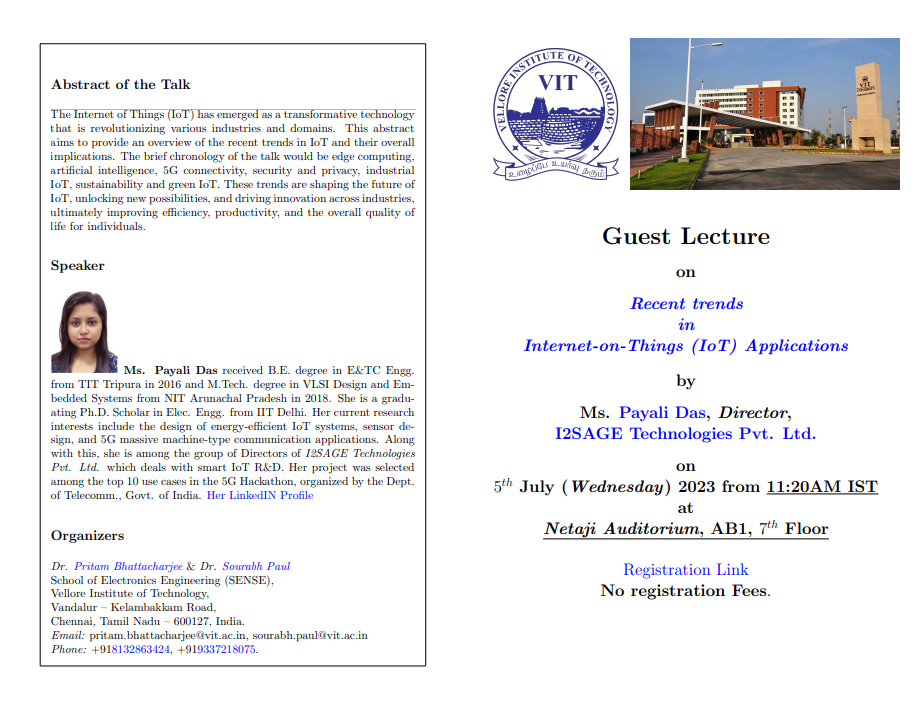 Abstract of the Talk
The Internet of Things (IoT) has emerged as a transformative technology
that is revolutionizing various industries and domains. This abstract
aims to provide an overview of the recent trends in IoT and their overall
implications. The brief chronology of the talk would be edge computing,
artificial intelligence, 5G connectivity, security and privacy, industrial
IoT, sustainability and green IoT. These trends are shaping the future of
IoT, unlocking new possibilities, and driving innovation across industries,
ultimately improving efficiency, productivity, and the overall quality of
life for individuals.
Speaker
Ms. Payali Das received B.E. degree in E&TC Engg.
from TIT Tripura in 2016 and M.Tech. degree in VLSI Design and Em-
bedded Systems from NIT Arunachal Pradesh in 2018. She is a gradu-
ating Ph.D. Scholar in Elec. Engg. from IIT Delhi. Her current research
interests include the design of energy-efficient IoT systems, sensor de-
sign, and 5G massive machine-type communication applications. Along
with this, she is among the group of Directors of I2SAGE Technologies
Pvt. Ltd. which deals with smart IoT R&D. Her project was selected
among the top 10 use cases in the 5G Hackathon, organized by the Dept.
of Telecomm., Govt. of India. Her LinkedIN Profile
Organizers
Dr. Pritam Bhattacharjee & Dr. Sourabh Paul
School of Electronics Engineering (SENSE),
Vellore Institute of Technology,
Vandalur – Kelambakkam Road,
Chennai, Tamil Nadu – 600127, India.
Email: pritam.bhattacharjee@vit.ac.in, sourabh.paul@vit.ac.in
Phone: +918132863424, +919337218075.
VELLORE INSTITUTE OF TECHNOLOGY
VIT
உழைப்பே உயர்வு தரும்
VIT
UNIVERSITY
Guest Lecture
on
Recent trends
in
Internet-on-Things (IoT) Applications
by
Ms. Payali Das, Director,
I2SAGE Technologies Pvt. Ltd.
on
5th July (Wednesday) 2023 from 11:20AM IST
at
Netaji Auditorium, AB1, 7th Floor
Registration Link
No registration Fees.